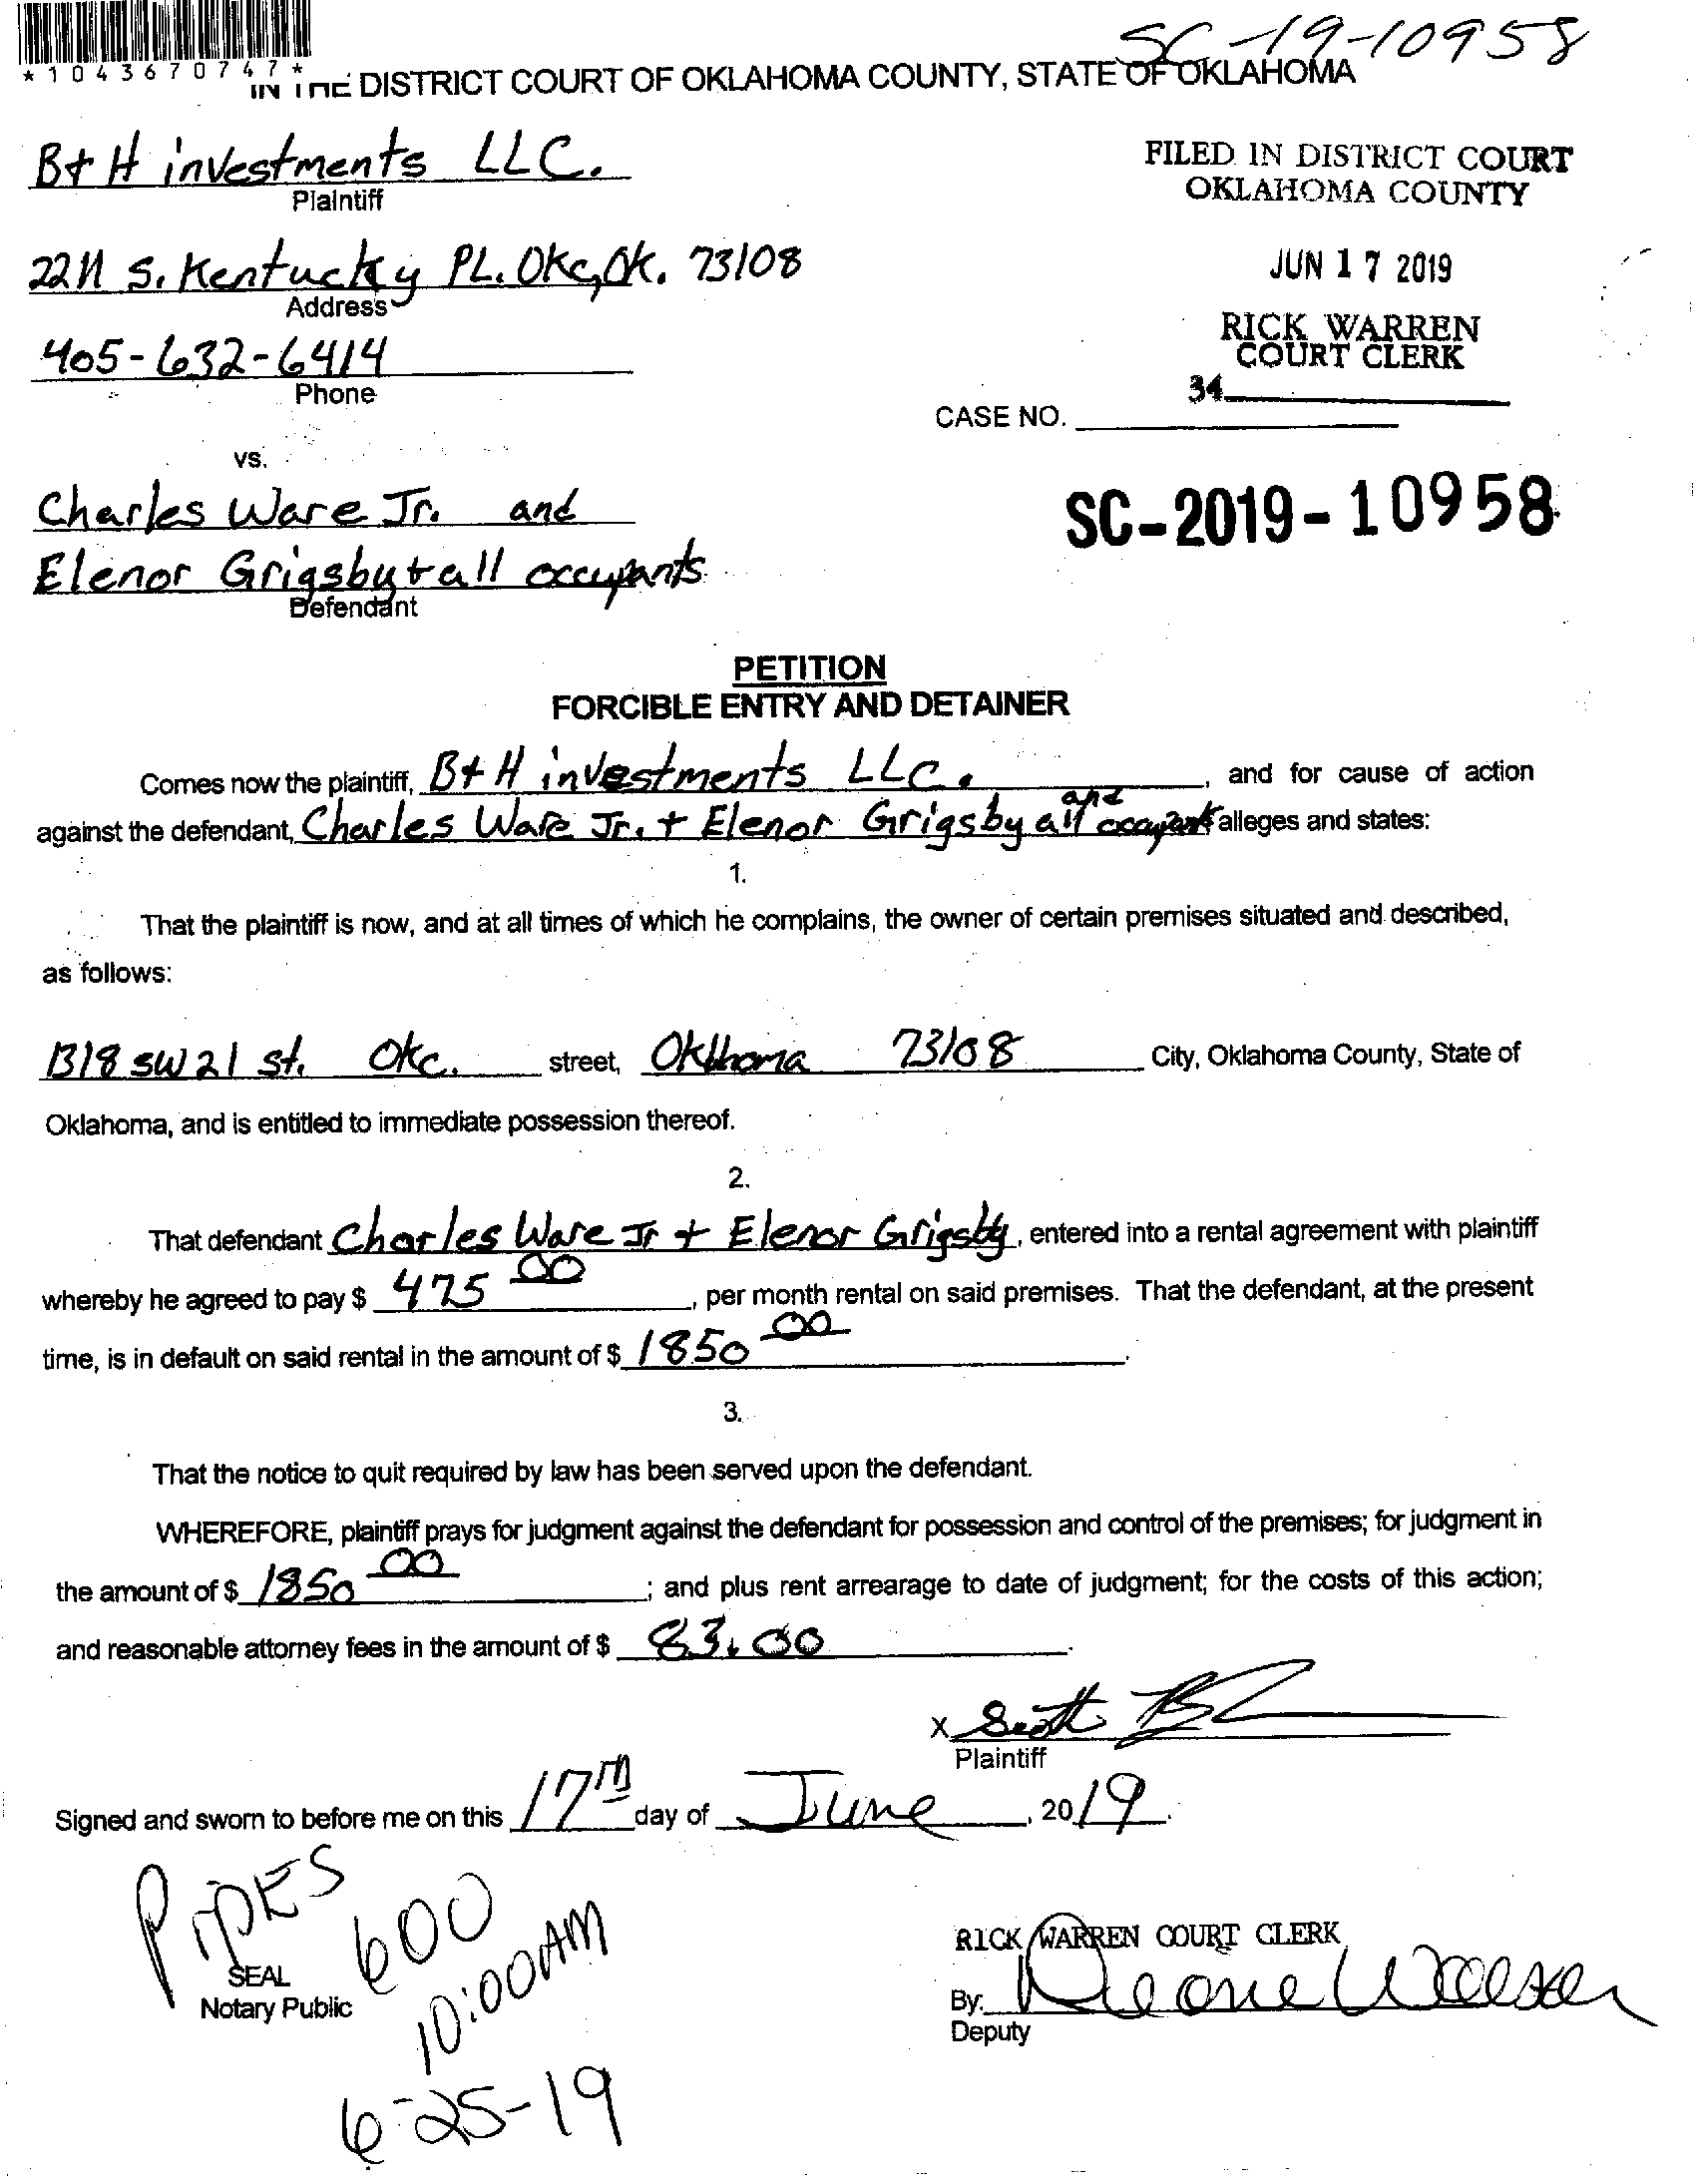 SC-19-10958
*1043670747*
IN THE DISTRICT COURT OF OKLAHOMA COUNTY, STATE OF OKLAHOMA
B+H investments LLC.
Plaintiff
2211 S. Kentucky PL. OKC, OK. 73108
Address
405-632-6414
Phone
FILED IN DISTRICT COURT
OKLAHOMA COUNTY
JUN 17 2019
RICK WARREN
COURT CLERK
34
CASE NO.
vs.
Charles Ware Jr. and
Elenor Grigsby + all occupants
Defendant
SC-2019-10958
PETITION
FORCIBLE ENTRY AND DETAINER
Comes now the plaintiff, B+H investments LLC. , and for cause of action
against the defendant, Charles Ware Jr. + Elenor Grigsby and all occupants alleges and states:
1.
That the plaintiff is now, and at all times of which he complains, the owner of certain premises situated and described,
as follows:
1318 SW 21 st. OKC. street, Oklhoma 73108 City, Oklahoma County, State of
Oklahoma, and is entitled to immediate possession thereof.
2.
That defendant Charles Ware Jr + Elenor Grigsby, entered into a rental agreement with plaintiff
whereby he agreed to pay $ 475 00 , per month rental on said premises. That the defendant, at the present
time, is in default on said rental in the amount of $ 1850 00 .
3.
That the notice to quit required by law has been served upon the defendant.
WHEREFORE, plaintiff prays for judgment against the defendant for possession and control of the premises; for judgment in
the amount of $ 1850 00 ; and plus rent arrearage to date of judgment; for the costs of this action;
and reasonable attorney fees in the amount of $ 83.00 .
X Scott
Plaintiff
Signed and sworn to before me on this 17th day of June , 2019.
PIPES
600
10:00AM
6-25-19
SEAL
Notary Public
RICK WARREN COURT CLERK
By:
Deputy